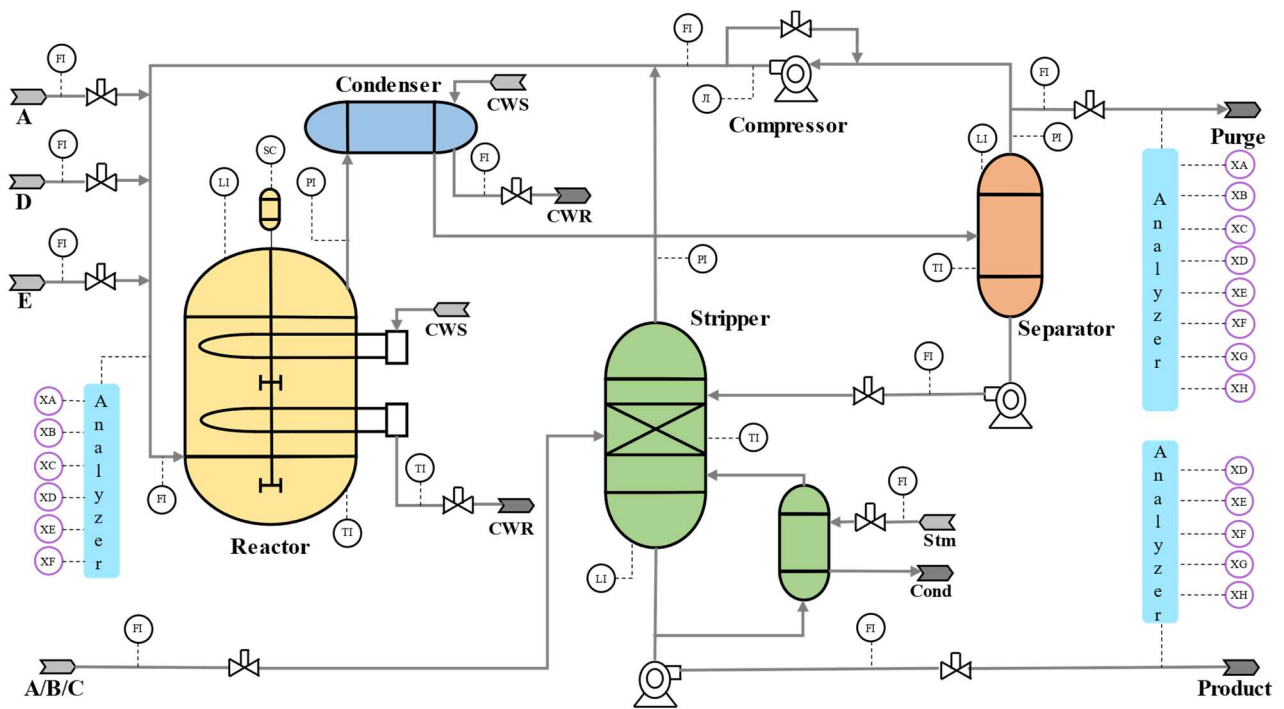 FI
A
FI
D
FI
E
Condenser
CWS
FI
CWR
SC
LI
PI
CWS
TI
CWR
TI
FI
Reactor
Analyzer
XA
XB
XC
XD
XE
XF
FI
JI
Compressor
PI
Stripper
TI
LI
FI
Stm
Cond
FI
LI
PI
TI
Separator
FI
Purge
Analyzer
XA
XB
XC
XD
XE
XF
XG
XH
Analyzer
XD
XE
XF
XG
XH
FI
A/B/C
FI
Product